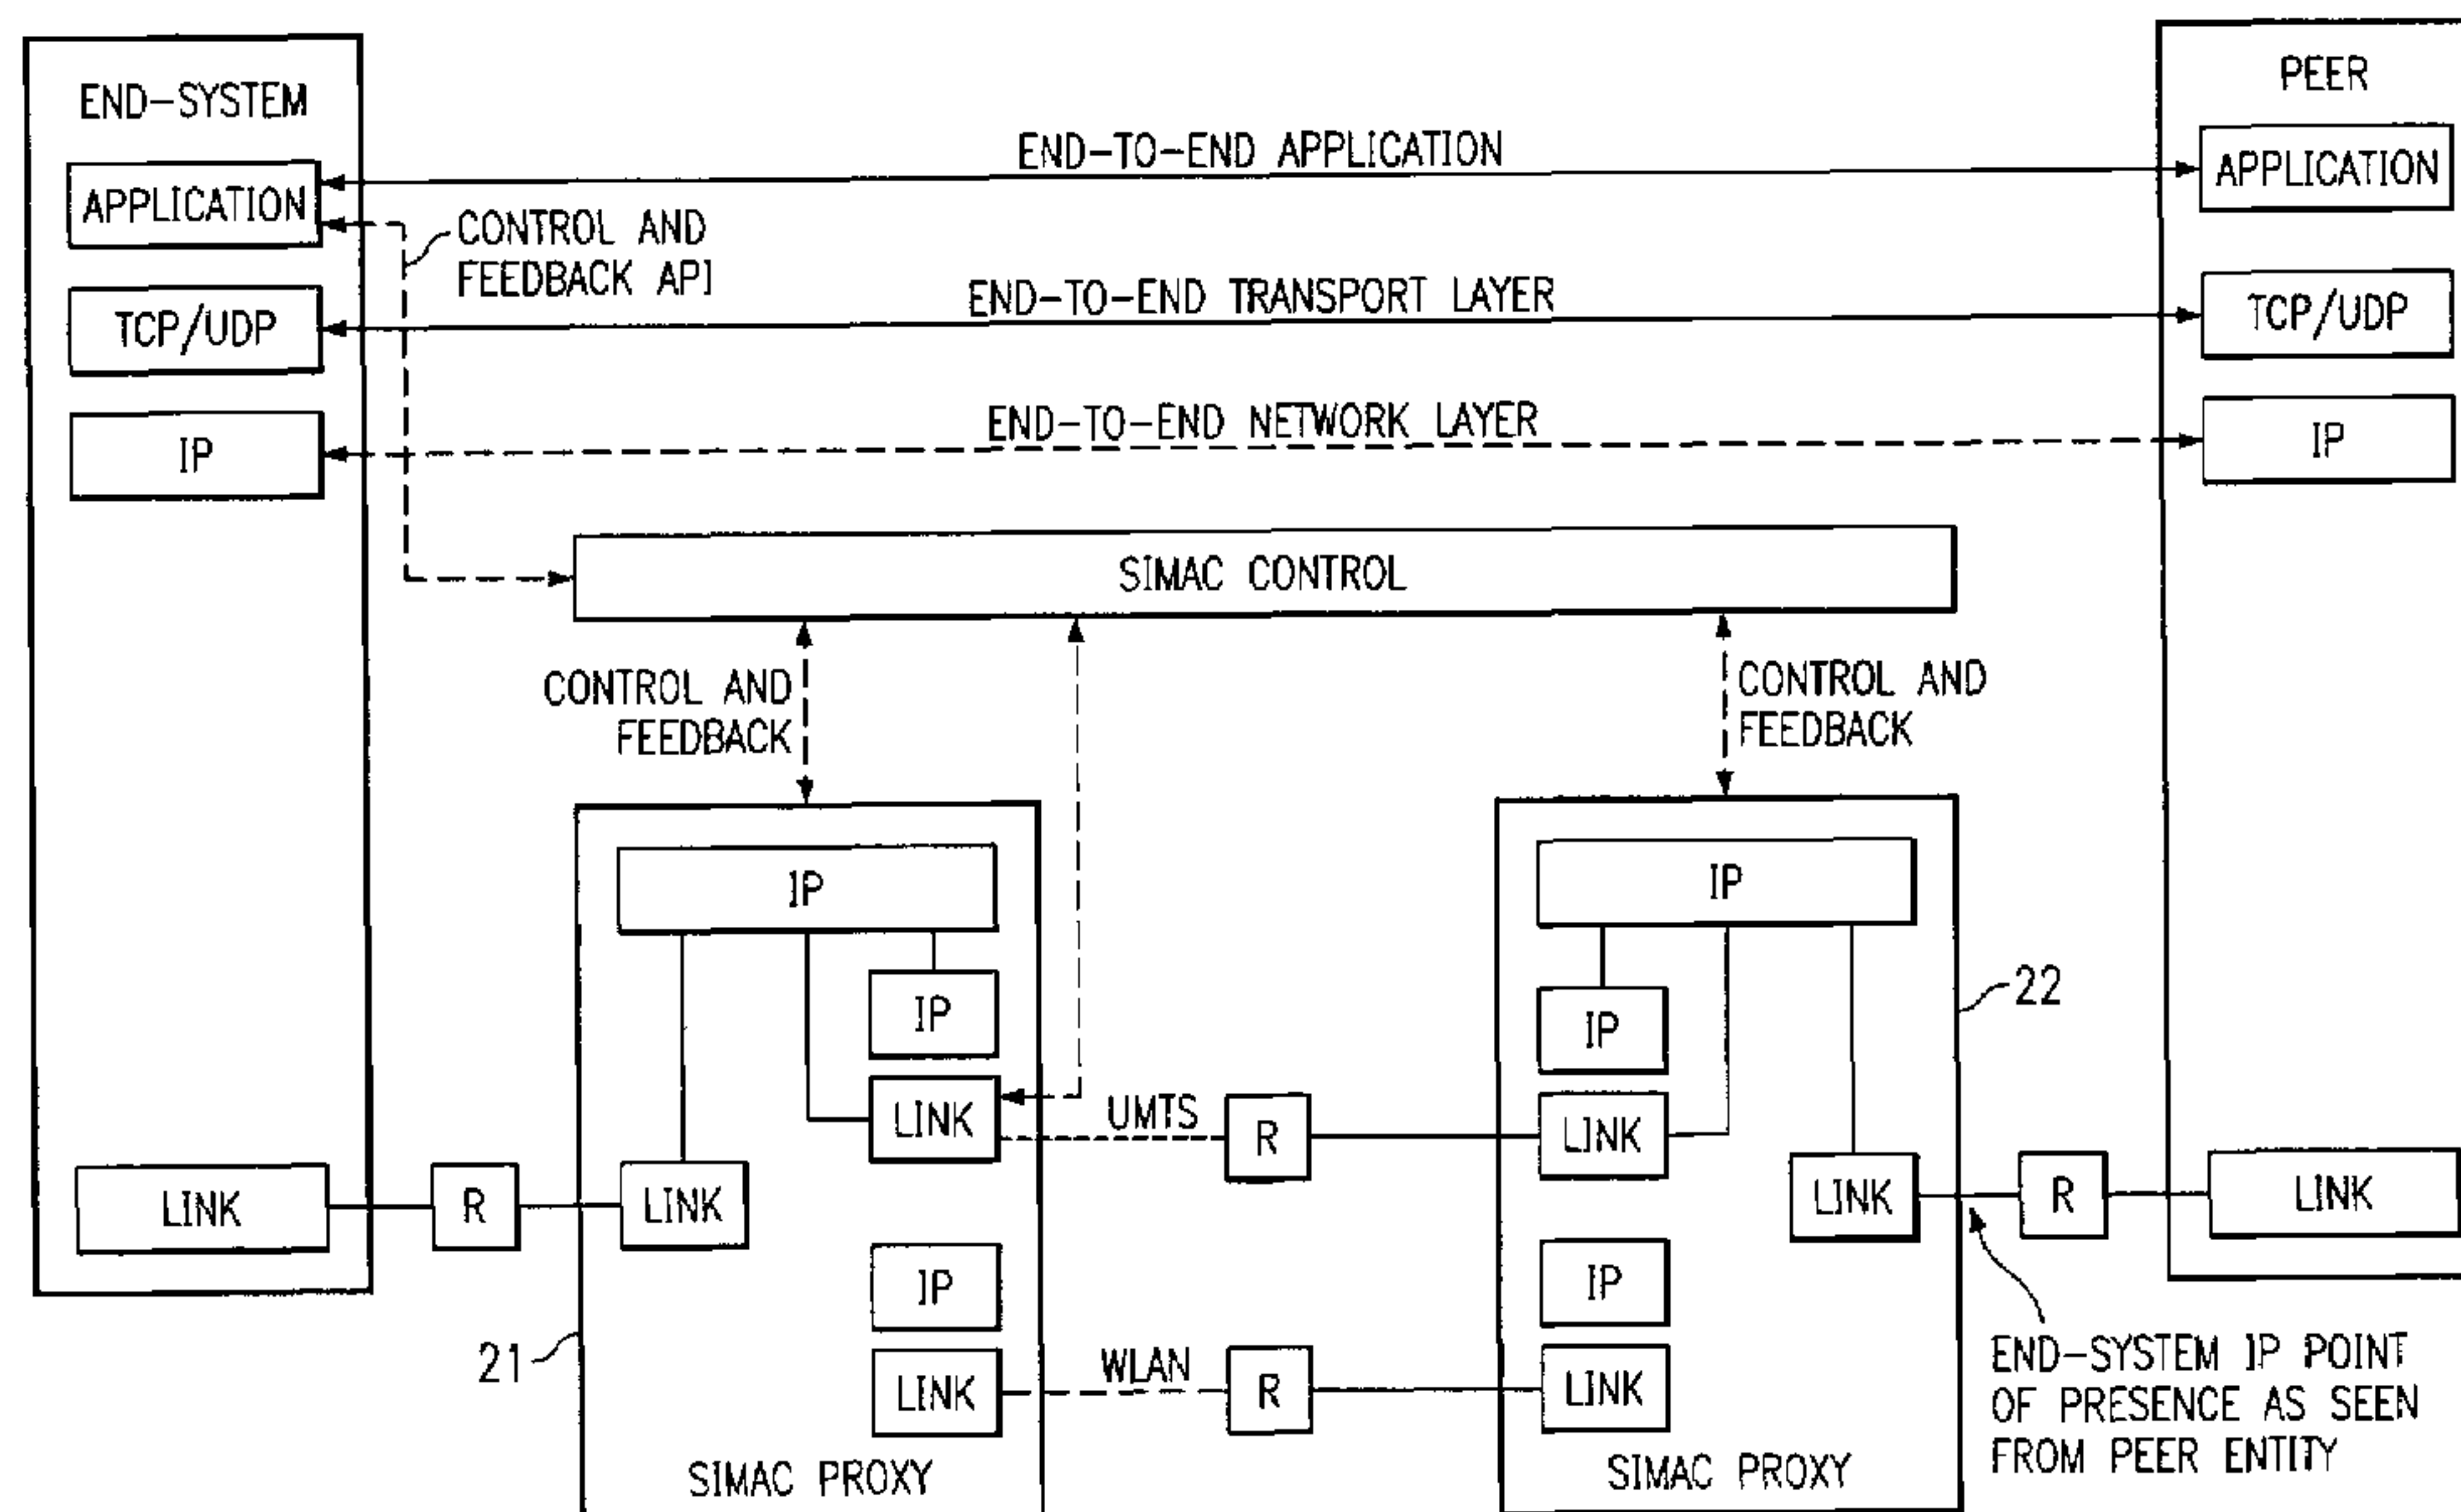 END-SYSTEM
PEER
END-TO-END APPLICATION
APPLICATION
APPLICATION
CONTROL AND
FEEDBACK API
END-TO-END TRANSPORT LAYER
TCP/UDP
TCP/UDP
END-TO-END NETWORK LAYER
IP
IP
SIMAC CONTROL
CONTROL AND
FEEDBACK
CONTROL AND
FEEDBACK
IP
IP
IP
IP
22
LINK
UMTS
R
LINK
LINK
R
LINK
LINK
R
LINK
IP
IP
21
LINK
WLAN
R
LINK
END-SYSTEM IP POINT
OF PRESENCE AS SEEN
FROM PEER ENTITY
SIMAC PROXY
SIMAC PROXY